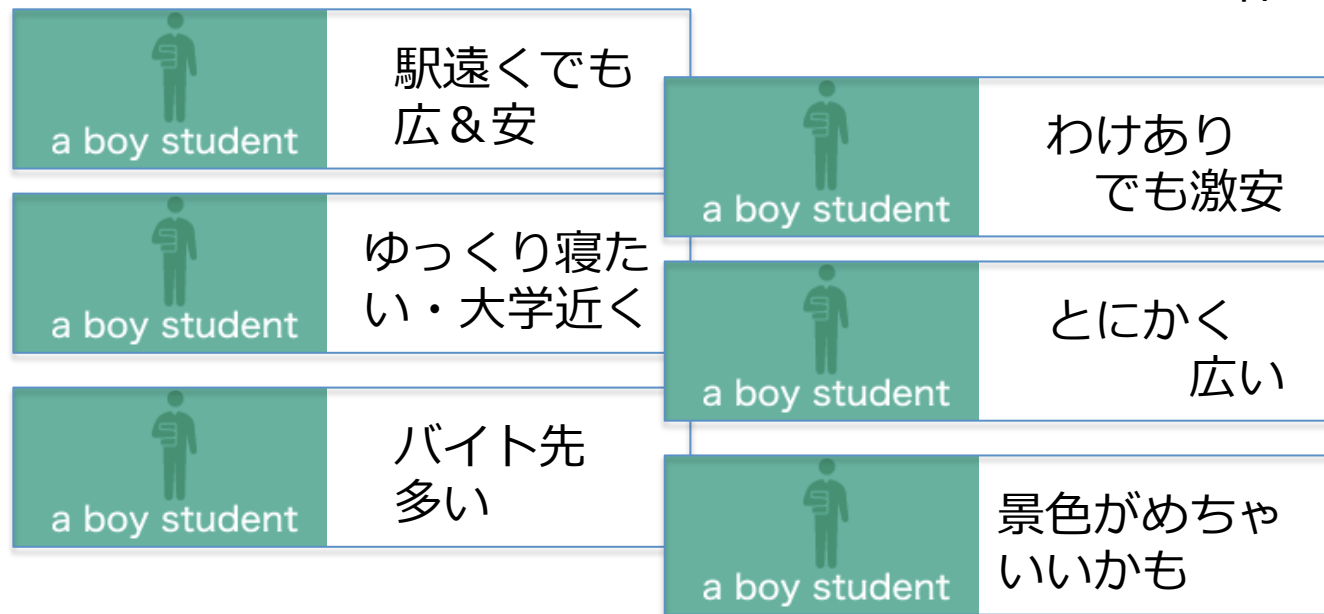 a boy student
駅遠くでも
広&安
a boy student
ゆっくり寝た
い・大学近く
a boy student
バイト先
多い
a boy student
わけあり
でも激安
a boy student
とにかく
広い
a boy student
景色がめちゃ
いいかも